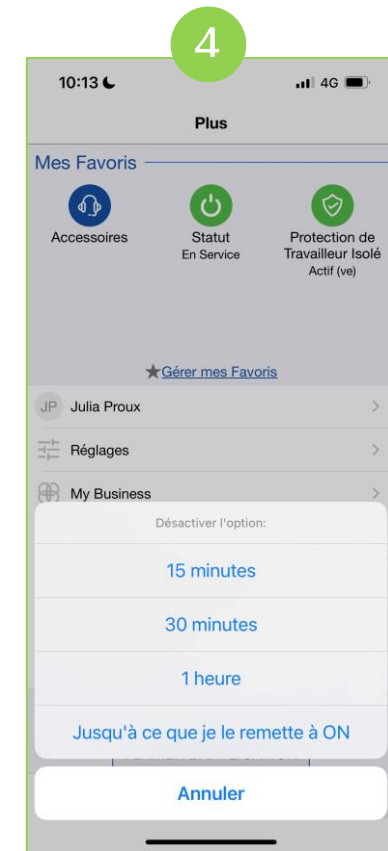 4
10:13
4G
Plus
Mes Favoris
Accessoires
Statut
En Service
Protection de
Travailleur Isolé
Actif (ve)
★Gérer mes Favoris
JP Julia Proux
Réglages
My Business
Désactiver l'option:
15 minutes
30 minutes
1 heure
Jusqu'à ce que je le remette à ON
Annuler